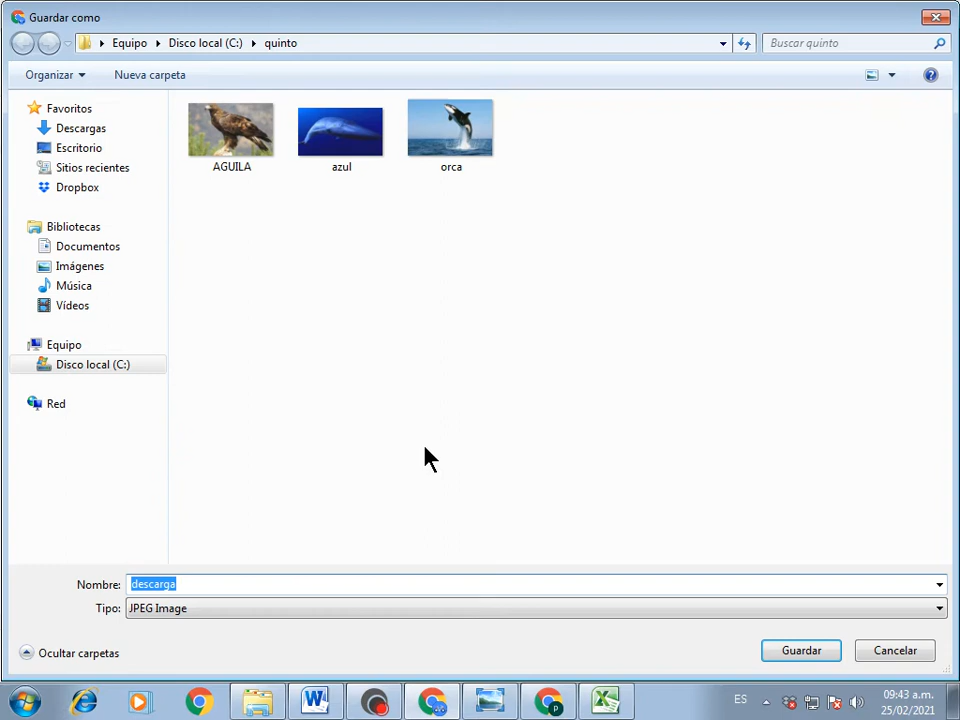 Guardar como
Equipo Disco local (C:) quinto
Buscar quinto
Organizar
Nueva carpeta
Favoritos
Descargas
Escritorio
Sitios recientes
Dropbox
Bibliotecas
Documentos
Imágenes
Música
Vídeos
Equipo
Disco local (C:)
Red
AGUILA
azul
orca
Nombre: descarga
Tipo: JPEG Image
Ocultar carpetas
Guardar
Cancelar
ES
09:43 a.m.
25/02/2021